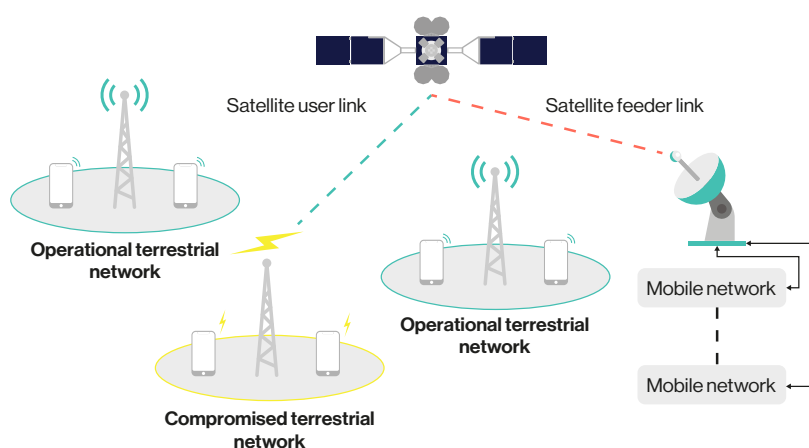 Satellite user link
Satellite feeder link
Operational terrestrial
network
Operational terrestrial
network
Compromised terrestrial
network
Mobile network
Mobile network